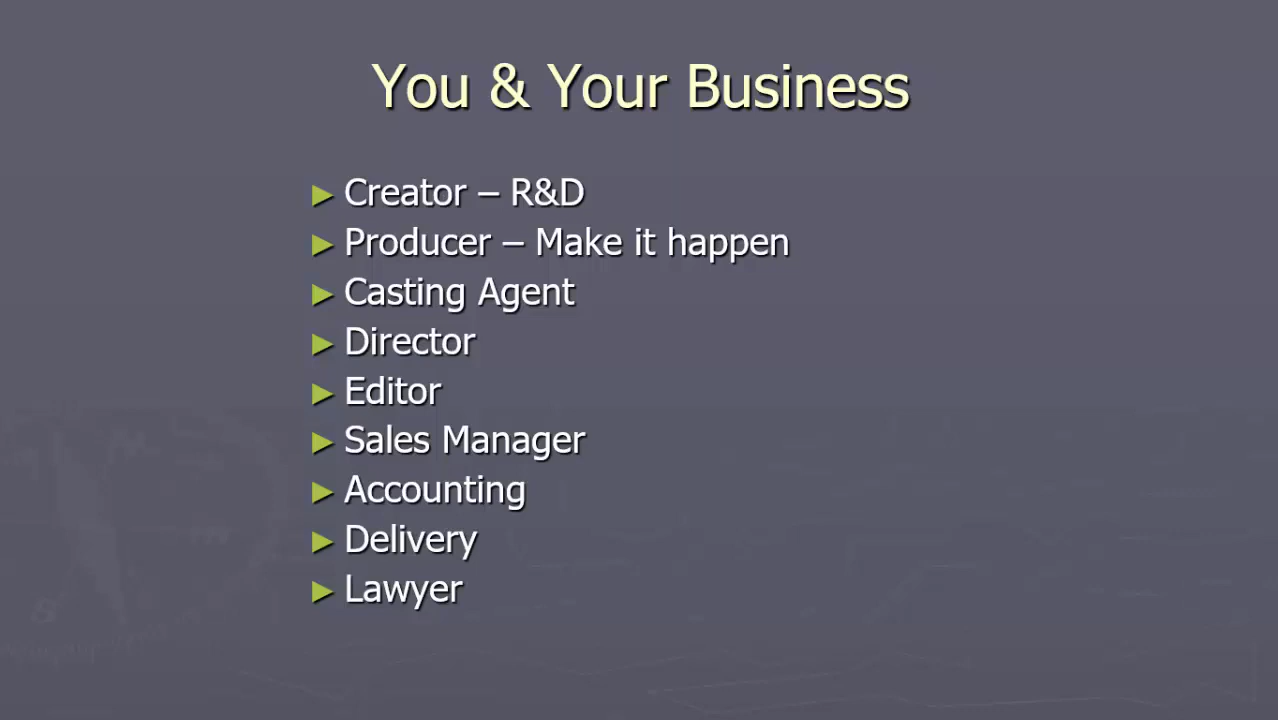 You & Your Business
► Creator – R&D
► Producer – Make it happen
► Casting Agent
► Director
► Editor
► Sales Manager
► Accounting
► Delivery
► Lawyer